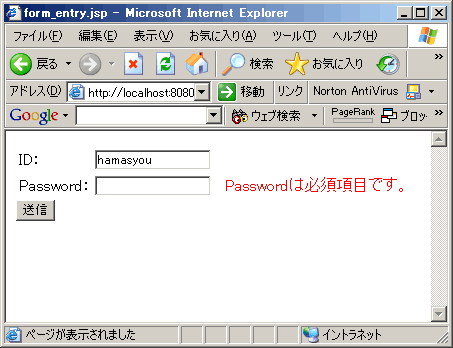 form_entry.jsp - Microsoft Internet Explorer
ファイル(F) 編集(E) 表示(V) お気に入り(A) ツール(T) ヘルプ(H) »
戻る 検索 お気に入り »
アドレス(D) http://localhost:8080 移動 リンク Norton AntiVirus
Google ウェブ検索 PageRank ブロッ »
ID: hamasyou
Password: Passwordは必須項目です。
送信
ページが表示されました イントラネット